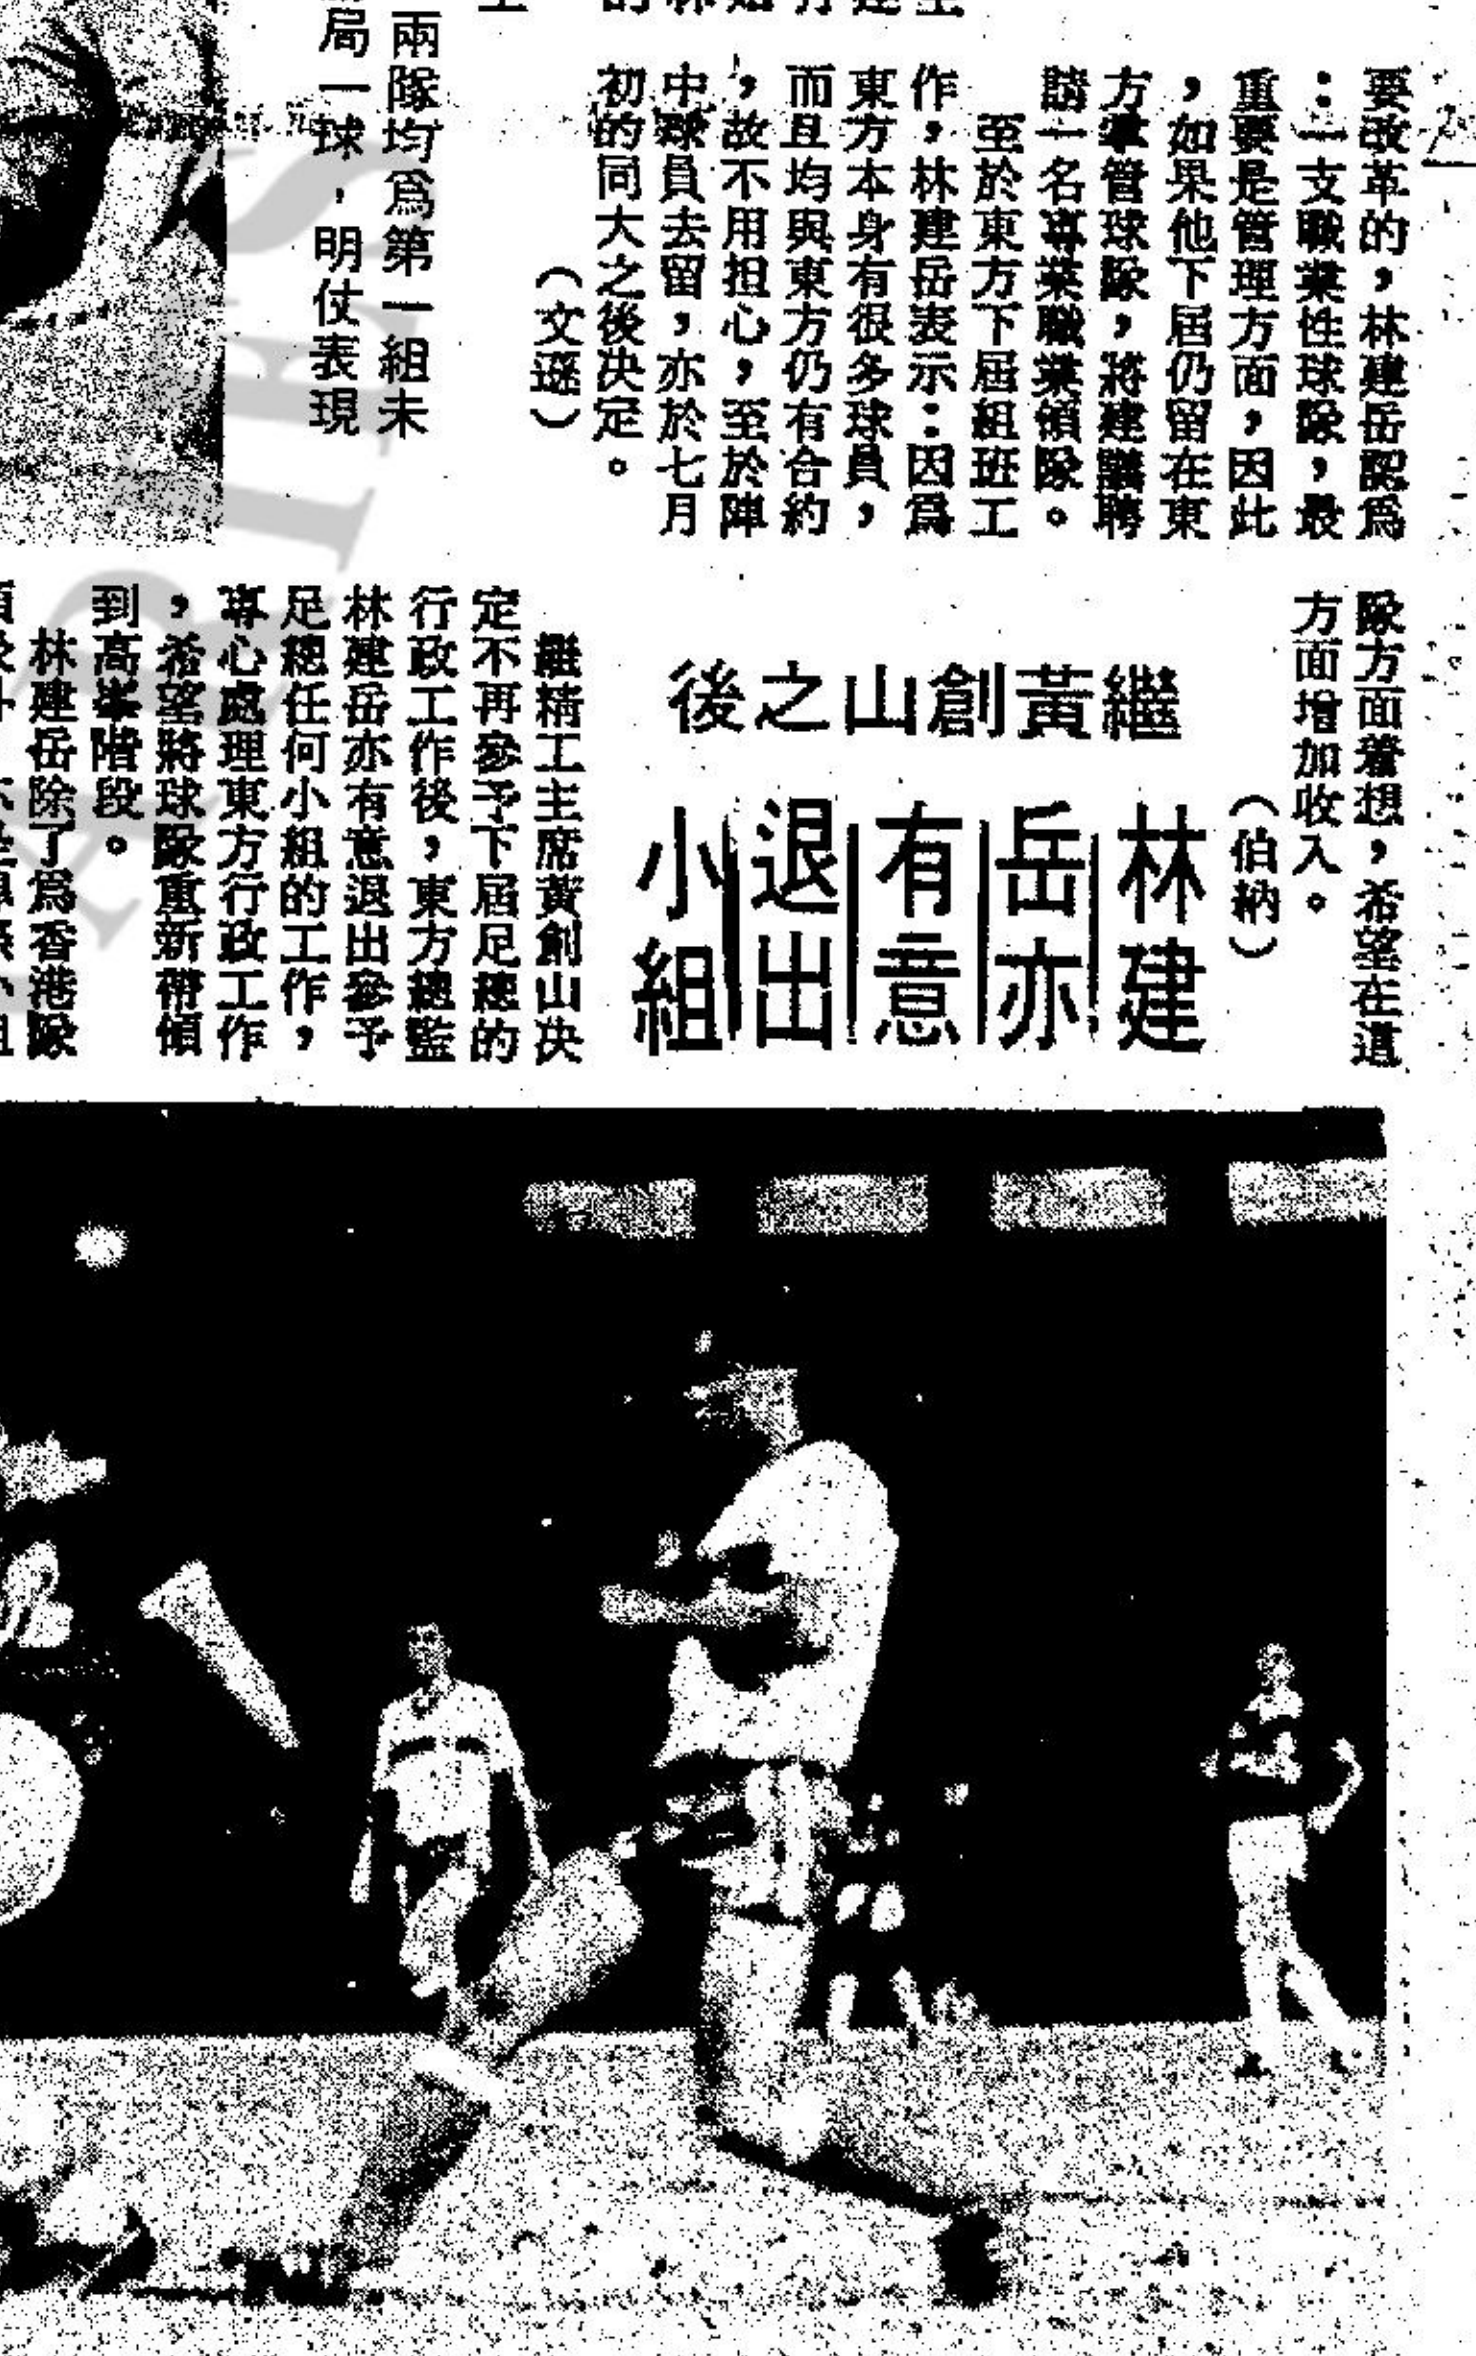 要改革的，林建岳認爲
：一支職業性球隊，最
重要是管理方面，因此
，如果他下屆仍留在東
方掌管球隊，將建議聘
請一名專業職業領隊。
至於東方下屆組班工
作，林建岳表示：因爲
東方本身有很多球員，
而且均與東方仍有合約
，故不用担心，至於陣
中球員去留，亦於七月
初的同大之後决定。
（文遜）
兩隊均爲第一組未
局一球，明仗表現
隊方面着想，希望在這
方面增加收入。
（伯納）
繼黃創山之後
林建
岳亦
有意
退出
小組
繼精工主席黃創山决
定不再參予下屆足總的
行政工作後，東方總監
林建岳亦有意退出參予
足總任何小組的工作，
專心處理東方行政工作
，希望將球隊重新帶領
到高峯階段。
林建岳除了爲香港隊